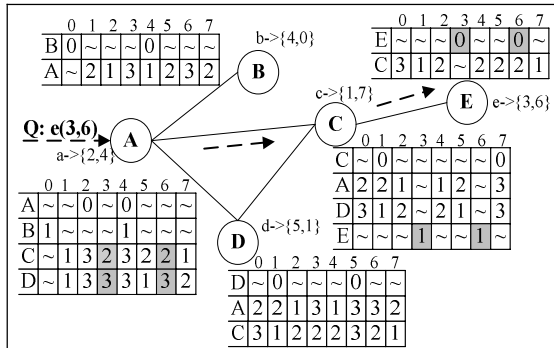 0 1 2 3 4 5 6 7
B 0 ~ ~ ~ 0 ~ ~ ~
A ~ 2 1 3 1 2 3 2
b->{4,0}
B
0 1 2 3 4 5 6 7
E ~ ~ ~ 0 ~ ~ 0 ~
C 3 1 2 ~ 2 2 2 1
c->{1,7}
C
E
e->{3,6}
Q: e(3,6)
a->{2,4}
A
0 1 2 3 4 5 6 7
C ~ 0 ~ ~ ~ ~ ~ 0
A 2 2 1 ~ 1 2 ~ 3
D 3 1 2 ~ 2 1 ~ 3
E ~ ~ ~ 1 ~ ~ 1 ~
0 1 2 3 4 5 6 7
A ~ ~ 0 ~ 0 ~ ~ ~
B 1 ~ ~ ~ 1 ~ ~ ~
C ~ 1 3 2 3 2 2 1
D ~ 1 3 3 1 3 3 2
d->{5,1}
D
0 1 2 3 4 5 6 7
D ~ 0 ~ ~ ~ 0 ~ ~
A 2 2 1 3 1 3 3 2
C 3 1 2 2 2 3 2 1